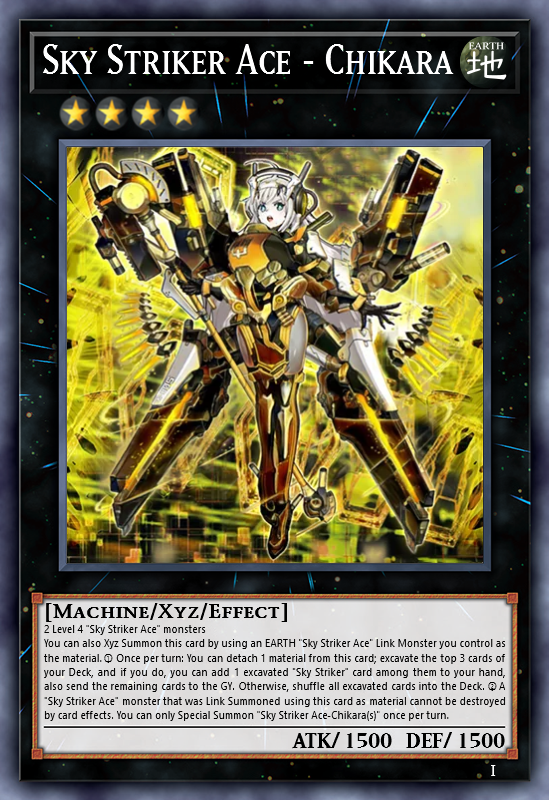 Sky Striker Ace - Chikara
EARTH
地
[Machine/Xyz/Effect]
2 Level 4 "Sky Striker Ace" monsters
You can also Xyz Summon this card by using an EARTH "Sky Striker Ace" Link Monster you control as
the material. ① Once per turn: You can detach 1 material from this card; excavate the top 3 cards of
your Deck, and if you do, you can add 1 excavated "Sky Striker" card among them to your hand,
also send the remaining cards to the GY. Otherwise, shuffle all excavated cards into the Deck. ② A
"Sky Striker Ace" monster that was Link Summoned using this card as material cannot be destroyed
by card effects. You can only Special Summon "Sky Striker Ace-Chikara(s)" once per turn.
ATK/ 1500 DEF/ 1500
I